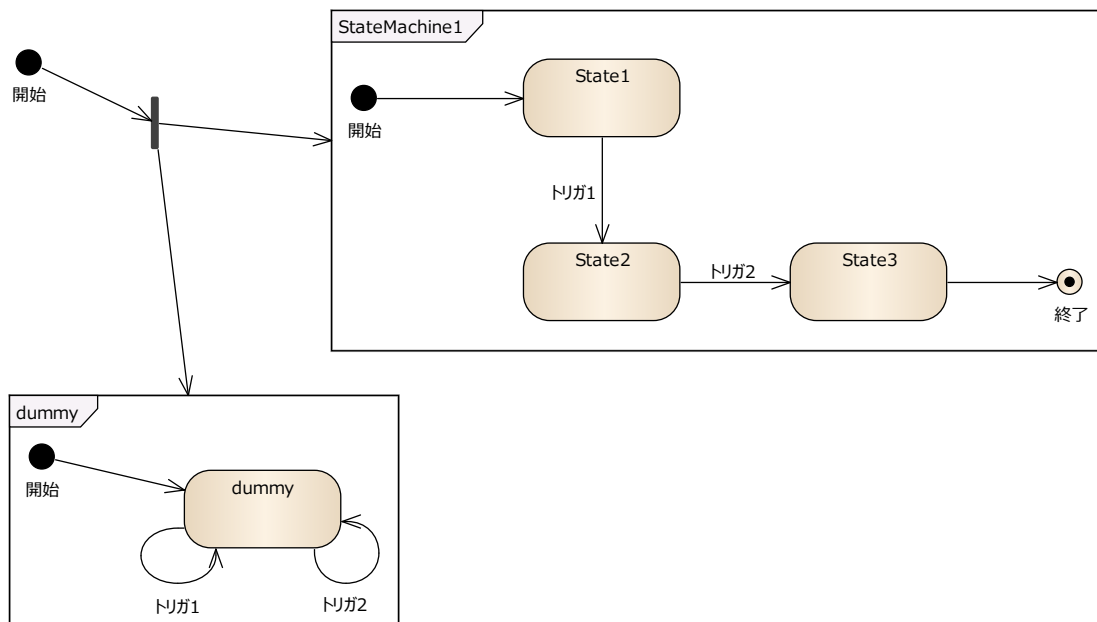 StateMachine1
開始
開始
State1
トリガ1
State2
トリガ2
State3
終了
dummy
開始
dummy
トリガ1
トリガ2